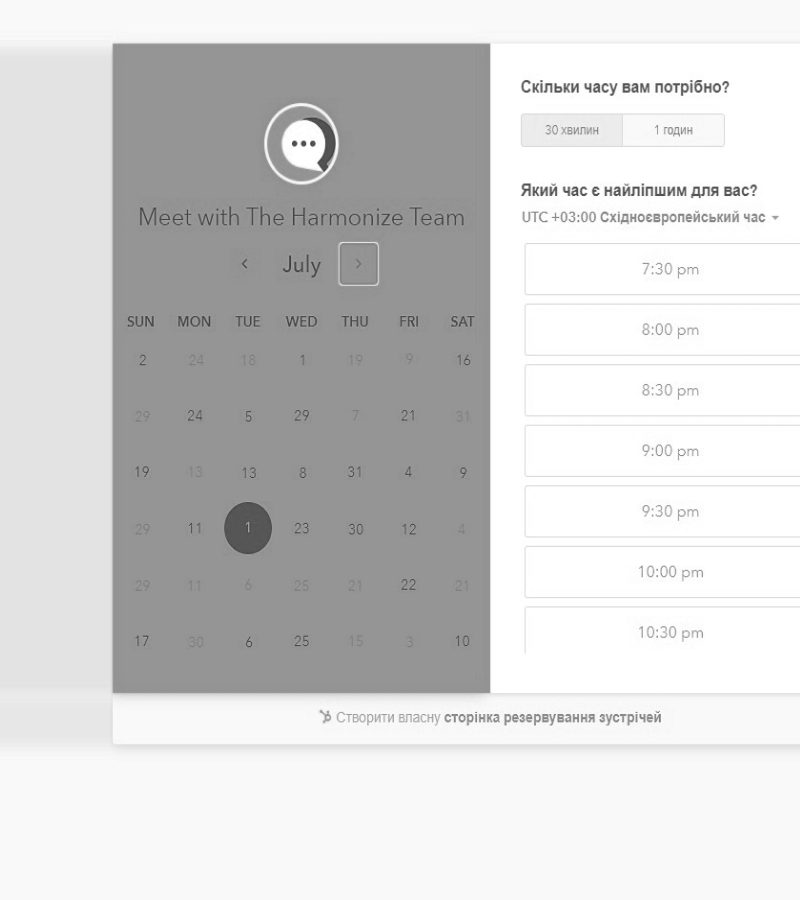 Meet with The Harmonize Team
July
SUN MON TUE WED THU FRI SAT
2 24 18 1 19 9 16
29 24 5 29 7 21 31
19 13 13 8 31 4 9
29 11 1 23 30 12 4
29 11 6 25 21 22 21
17 30 6 25 15 3 10
Скільки часу вам потрібно?
30 хвилин 1 годин
Який час є найліпшим для вас?
UTC +03:00 Східноєвропейський час
7:30 pm
8:00 pm
8:30 pm
9:00 pm
9:30 pm
10:00 pm
10:30 pm
Створити власну сторінка резервування зустрічей